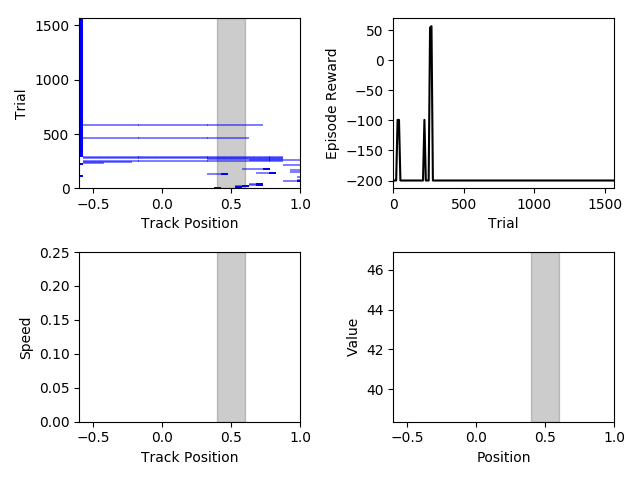 1500
1000
500
0
Trial
−0.5 0.0 0.5 1.0
Track Position
50
0
−50
−100
−150
−200
Episode Reward
0 500 1000 1500
Trial
0.25
0.20
0.15
0.10
0.05
0.00
Speed
−0.5 0.0 0.5 1.0
Track Position
46
44
42
40
Value
−0.5 0.0 0.5 1.0
Position